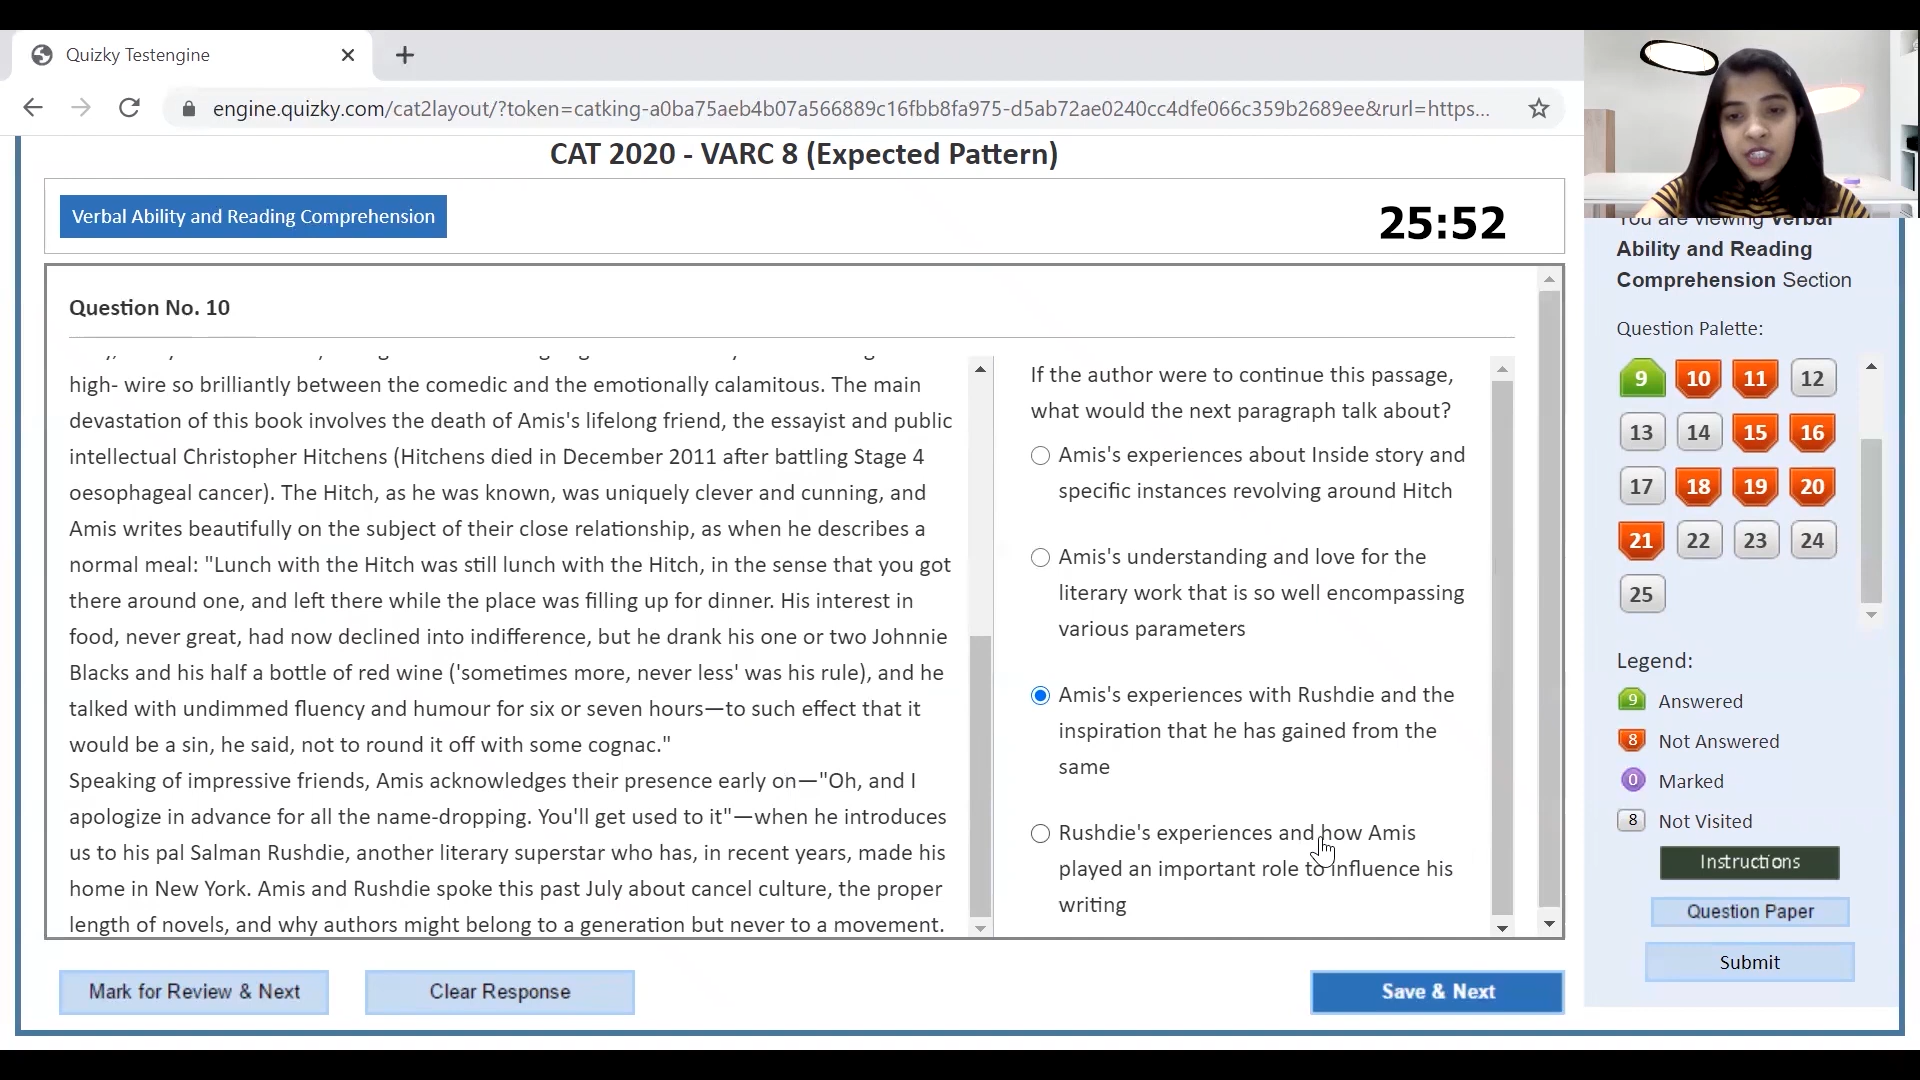 Quizky Testengine
engine.quizky.com/cat2layout/?token=catking-a0ba75aeb4b07a566889c16fbb8fa975-d5ab72ae0240cc4dfe066c359b2689ee&rurl=https...
CAT 2020 - VARC 8 (Expected Pattern)
Verbal Ability and Reading Comprehension
25:52
Question No. 10
high- wire so brilliantly between the comedic and the emotionally calamitous. The main
devastation of this book involves the death of Amis's lifelong friend, the essayist and public
intellectual Christopher Hitchens (Hitchens died in December 2011 after battling Stage 4
oesophageal cancer). The Hitch, as he was known, was uniquely clever and cunning, and
Amis writes beautifully on the subject of their close relationship, as when he describes a
normal meal: "Lunch with the Hitch was still lunch with the Hitch, in the sense that you got
there around one, and left there while the place was filling up for dinner. His interest in
food, never great, had now declined into indifference, but he drank his one or two Johnnie
Blacks and his half a bottle of red wine ('sometimes more, never less' was his rule), and he
talked with undimmed fluency and humour for six or seven hours—to such effect that it
would be a sin, he said, not to round it off with some cognac."
Speaking of impressive friends, Amis acknowledges their presence early on—"Oh, and I
apologize in advance for all the name-dropping. You'll get used to it"—when he introduces
us to his pal Salman Rushdie, another literary superstar who has, in recent years, made his
home in New York. Amis and Rushdie spoke this past July about cancel culture, the proper
length of novels, and why authors might belong to a generation but never to a movement.
If the author were to continue this passage,
what would the next paragraph talk about?
Amis's experiences about Inside story and
specific instances revolving around Hitch
Amis's understanding and love for the
literary work that is so well encompassing
various parameters
Amis's experiences with Rushdie and the
inspiration that he has gained from the
same
Rushdie's experiences and how Amis
played an important role to influence his
writing
Mark for Review & Next
Clear Response
Save & Next
You are viewing Verbal
Ability and Reading
Comprehension Section
Question Palette:
9 10 11 12
13 14 15 16
17 18 19 20
21 22 23 24
25
Legend:
9 Answered
8 Not Answered
0 Marked
8 Not Visited
Instructions
Question Paper
Submit